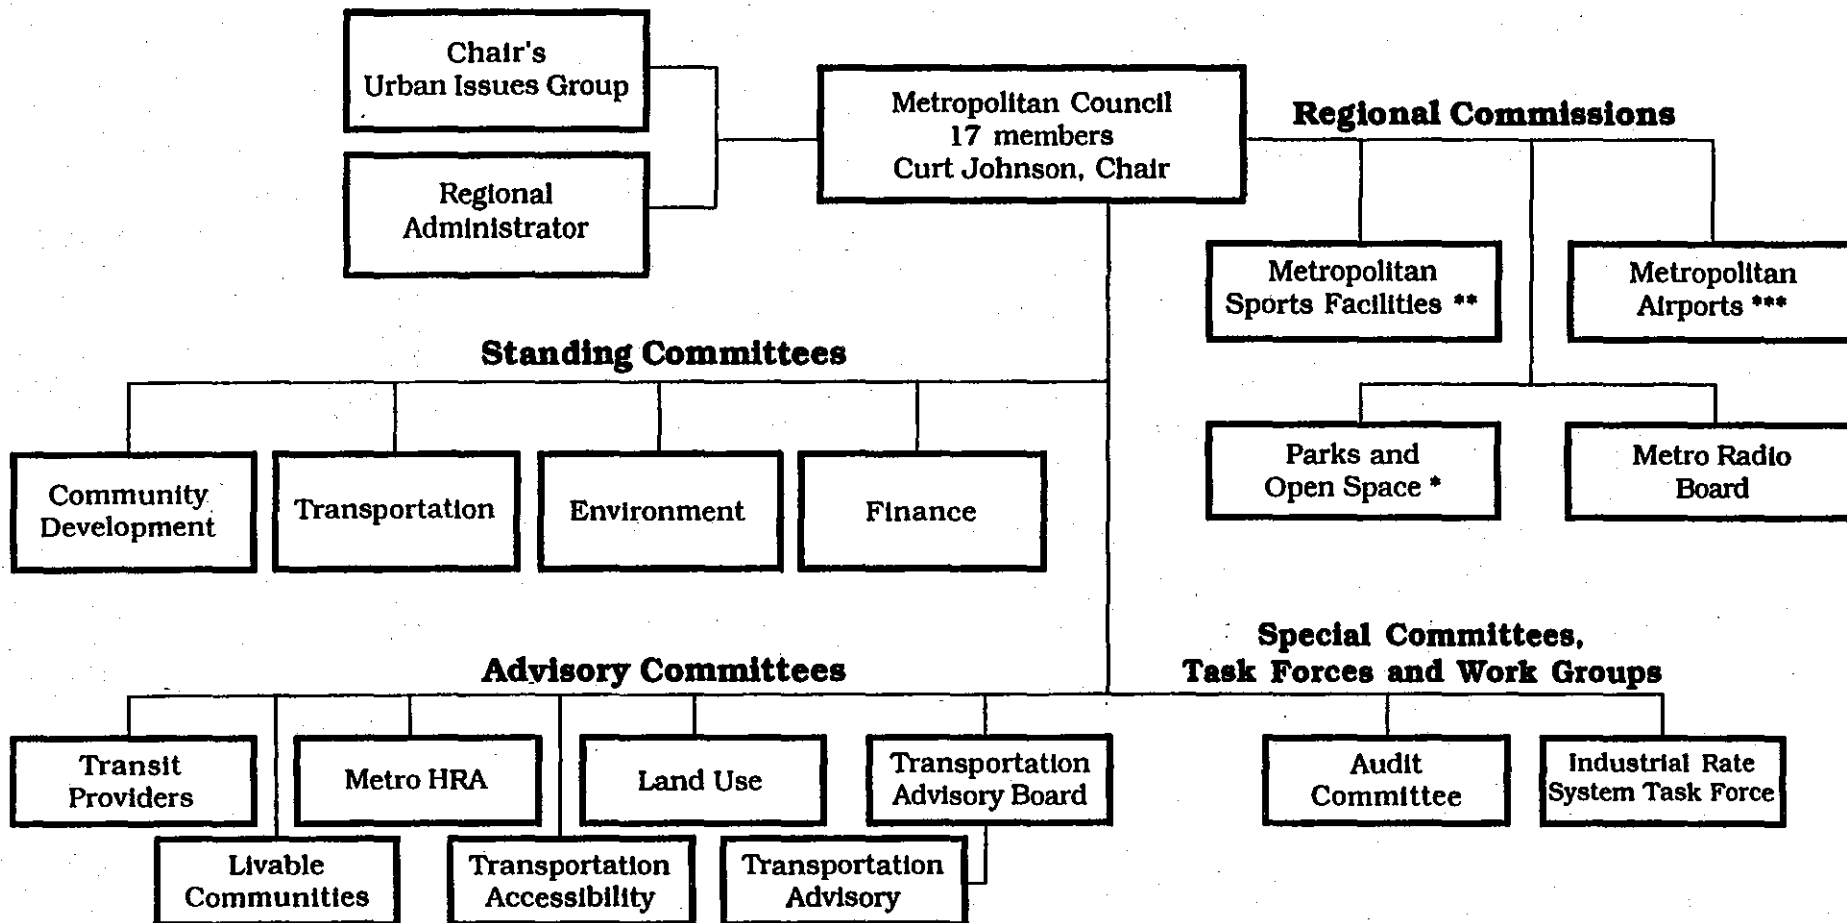 Chair's
Urban Issues Group
Regional
Administrator
Metropolitan Council
17 members
Curt Johnson, Chair
Regional Commissions
Metropolitan
Sports Facilities **
Metropolitan
Airports ***
Parks and
Open Space *
Metro Radio
Board
Standing Committees
Community
Development
Transportation
Environment
Finance
Advisory Committees
Transit
Providers
Metro HRA
Land Use
Transportation
Advisory Board
Livable
Communities
Transportation
Accessibility
Transportation
Advisory
Special Committees,
Task Forces and Work Groups
Audit
Committee
Industrial Rate
System Task Force